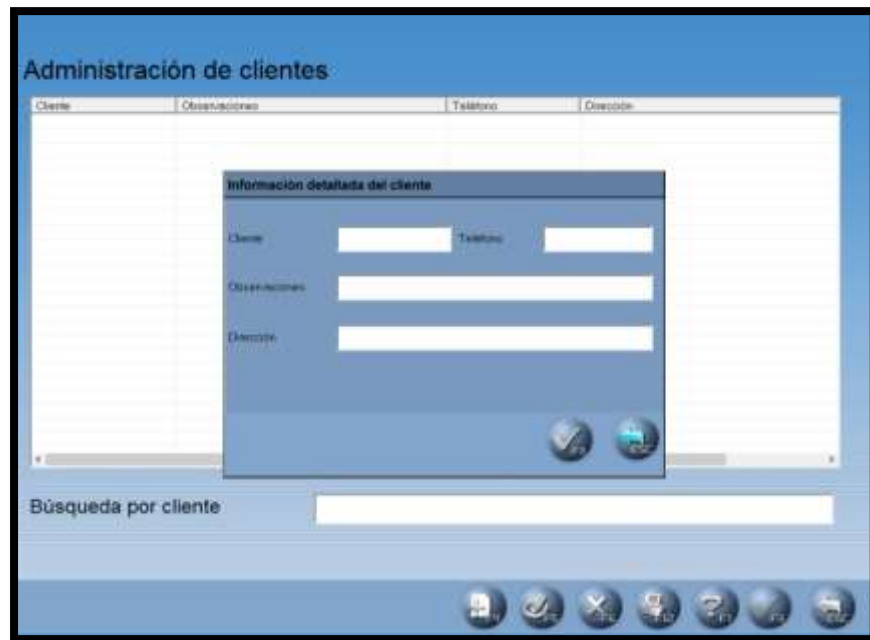 Administración de clientes
Cliente Observaciones Teléfono Dirección
Información detallada del cliente
Cliente Teléfono
Observaciones
Dirección
Búsqueda por cliente